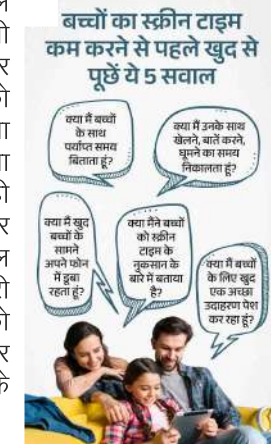 बच्चों का स्क्रीन टाइम
कम करने से पहले खुद से
पूछें ये 5 सवाल
क्या मैं बच्चों
के साथ
पर्याप्त समय
बिताता हूं?
क्या मैं उनके साथ
खेलने, बातें करने,
घूमने का समय
निकालता हूं?
क्या मैं खुद
बच्चों के
सामने
अपने फोन
में डूबा
रहता हूं?
क्या मैंने बच्चों
को स्क्रीन
टाइम के
नुकसान के
बारे में बताया
है?
क्या मैं बच्चों
के लिए खुद
एक अच्छा
उदाहरण पेश
कर रहा हूं?